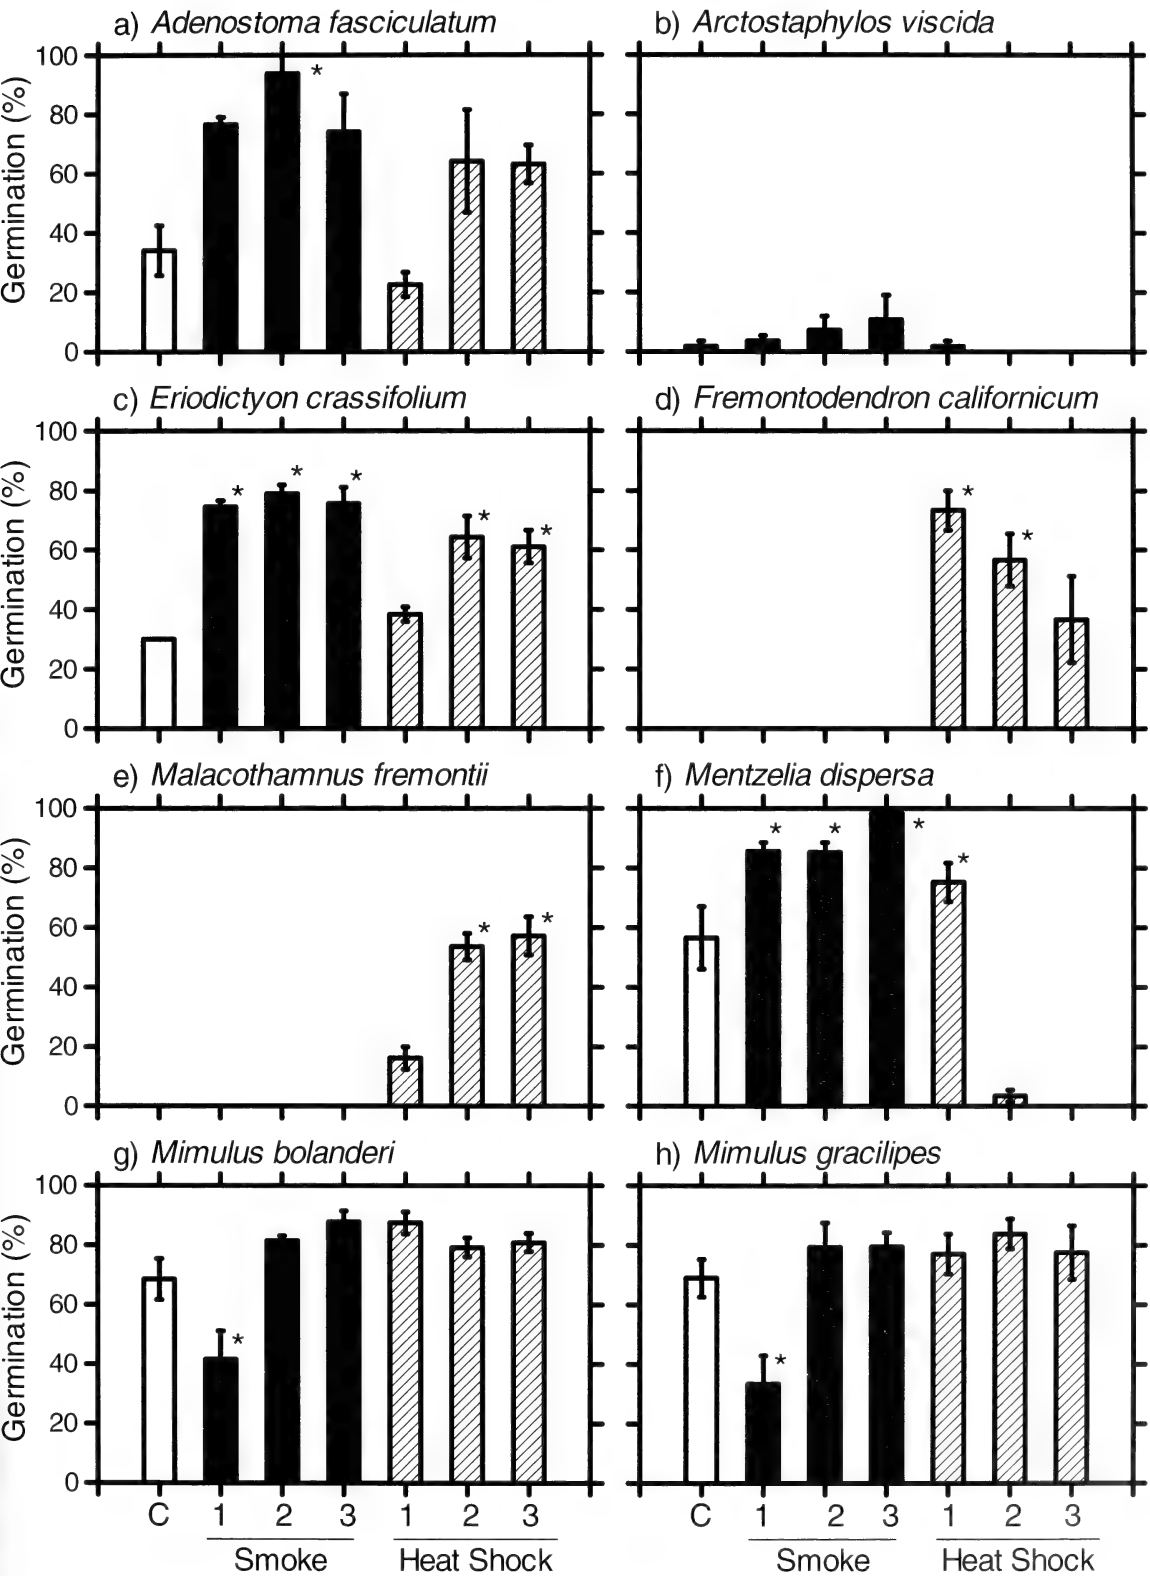 a) Adenostoma fasciculatum
b) Arctostaphylos viscida
Germination (%)
100
80
60
40
20
0
*
c) Eriodictyon crassifolium
d) Fremontodendron californicum
Germination (%)
100
80
60
40
20
0
* * * * *
* *
e) Malacothamnus fremontii
f) Mentzelia dispersa
Germination (%)
100
80
60
40
20
0
* *
* * * *
g) Mimulus bolanderi
h) Mimulus gracilipes
Germination (%)
100
80
60
40
20
0
*
*
C 1 2 3 1 2 3
Smoke Heat Shock
C 1 2 3 1 2 3
Smoke Heat Shock